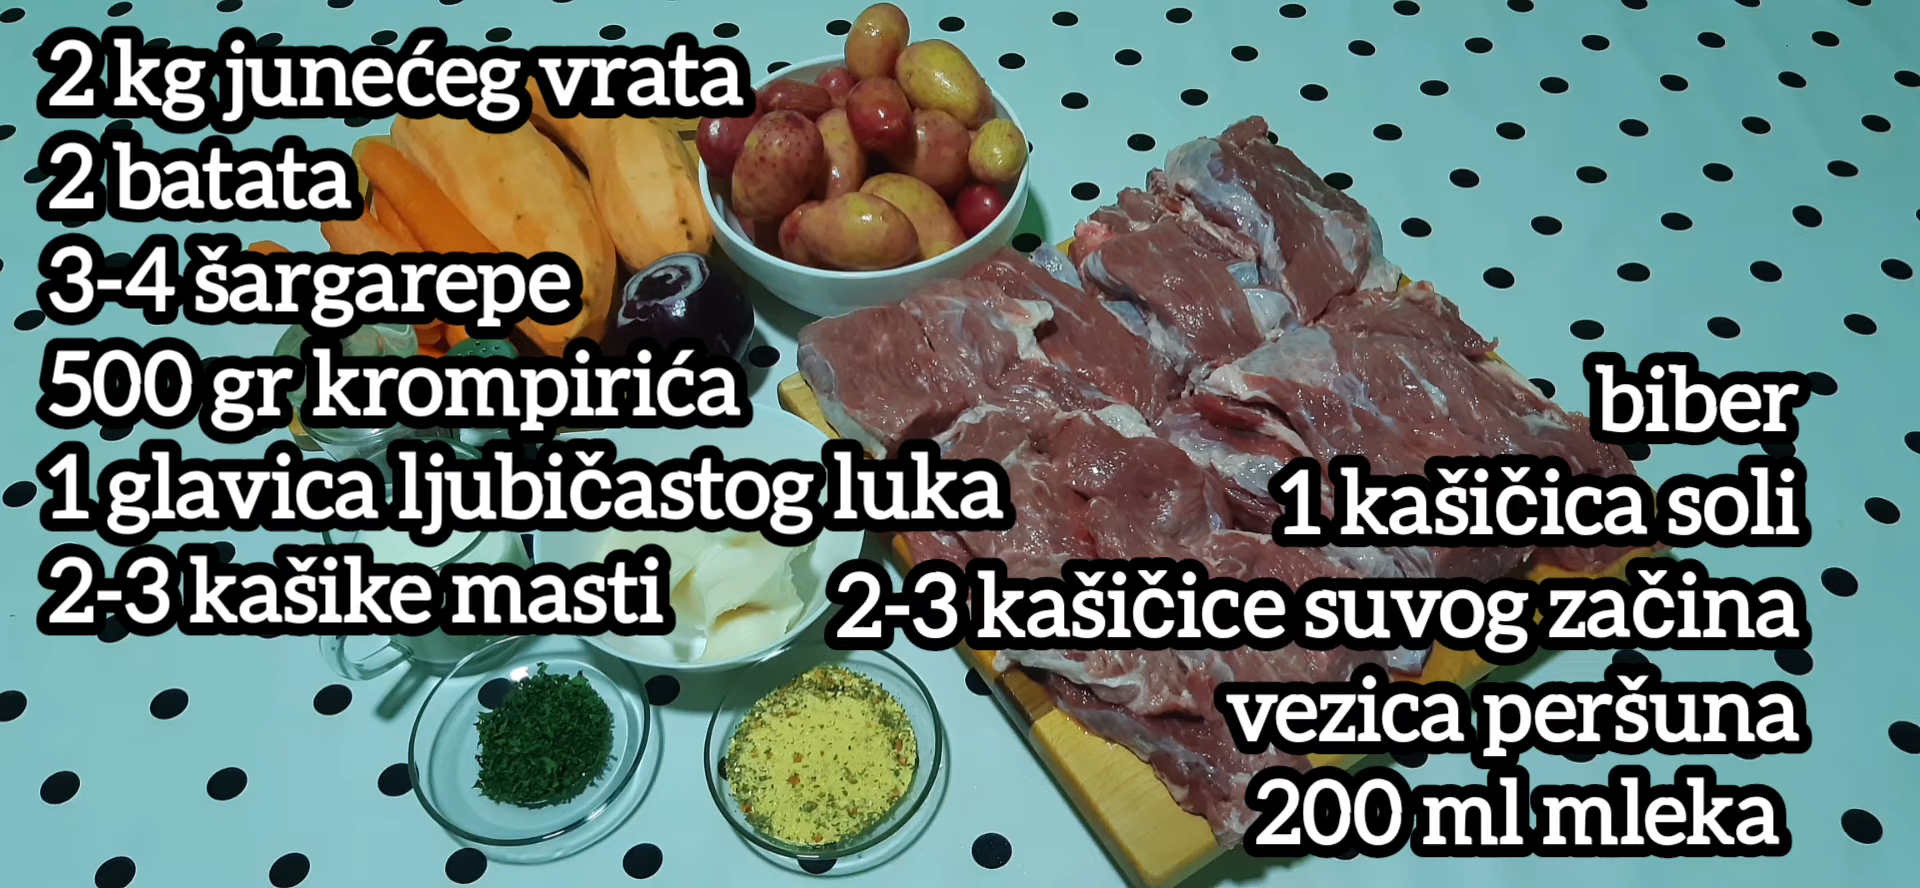 2 kg junećeg vrata
2 batata
3-4 šargarepe
500 gr krompirića
1 glavica ljubičastog luka
2-3 kašike masti
biber
1 kašičica soli
2-3 kašičice suvog začina
vezica peršuna
200 ml mleka